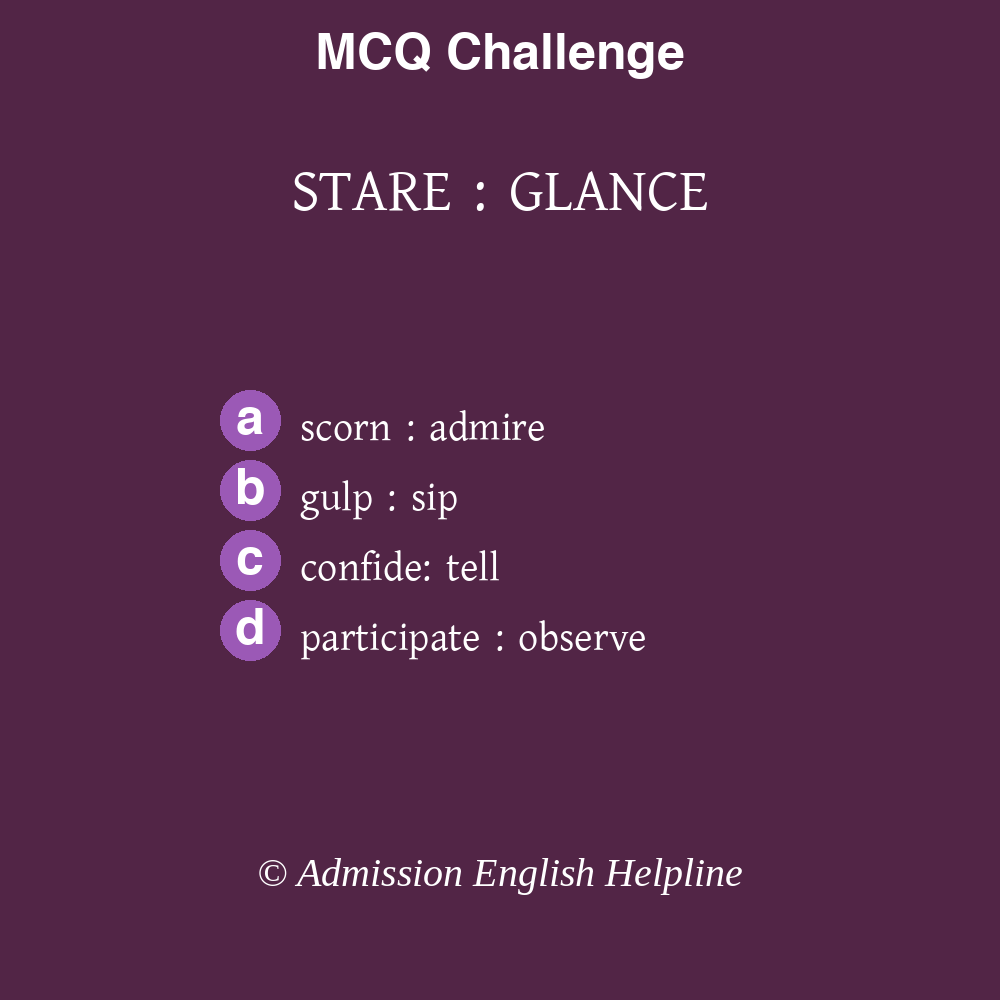 MCQ Challenge
STARE : GLANCE
a scorn : admire
b gulp : sip
c confide: tell
d participate : observe
© Admission English Helpline